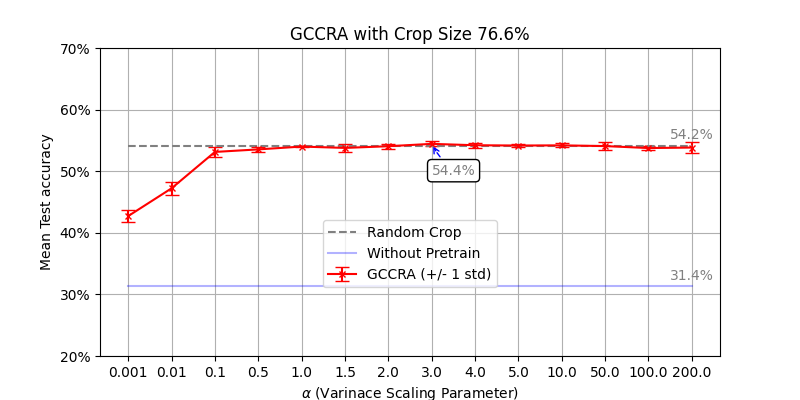 GCCRA with Crop Size 76.6%
70%
60%
50%
40%
30%
20%
Mean Test accuracy
54.2%
54.4%
31.4%
Random Crop
Without Pretrain
GCCRA (+/- 1 std)
0.001 0.01 0.1 0.5 1.0 1.5 2.0 3.0 4.0 5.0 10.0 50.0 100.0 200.0
α (Varinace Scaling Parameter)